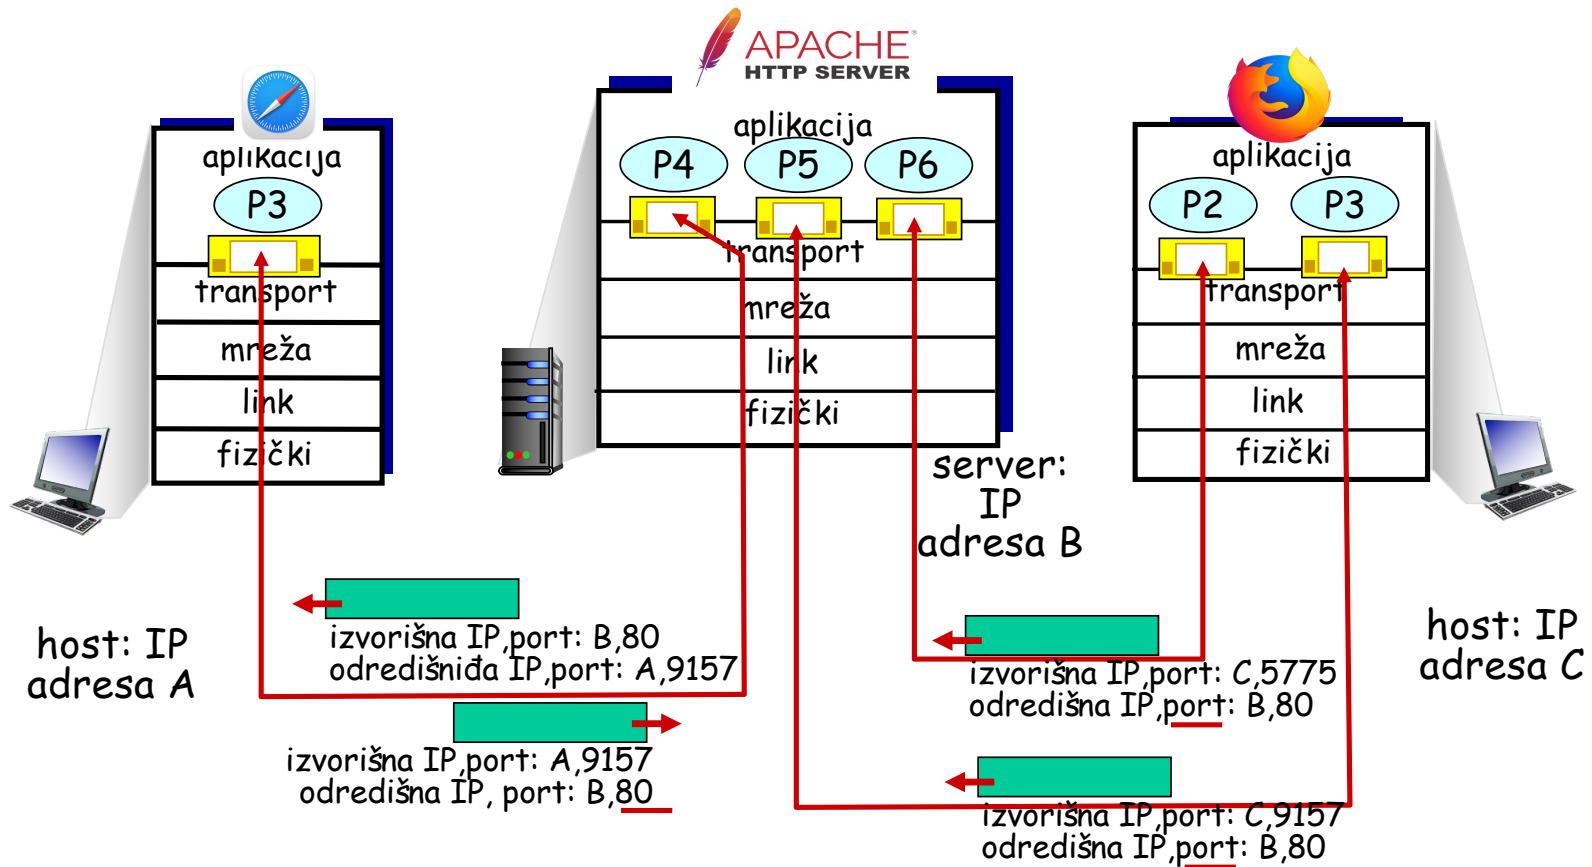 APACHE
HTTP SERVER
aplikacija
P3
transport
mreža
link
fizički
host: IP
adresa A
aplikacija
P4
P5
P6
transport
mreža
link
fizički
server:
IP
adresa B
aplikacija
P2
P3
transport
mreža
link
fizički
host: IP
adresa C
izvorišna IP,port: B,80
odredišniđa IP,port: A,9157
izvorišna IP,port: A,9157
odredišna IP, port: B,80
izvorišna IP,port: C,5775
odredišna IP,port: B,80
izvorišna IP,port: C,9157
odredišna IP,port: B,80